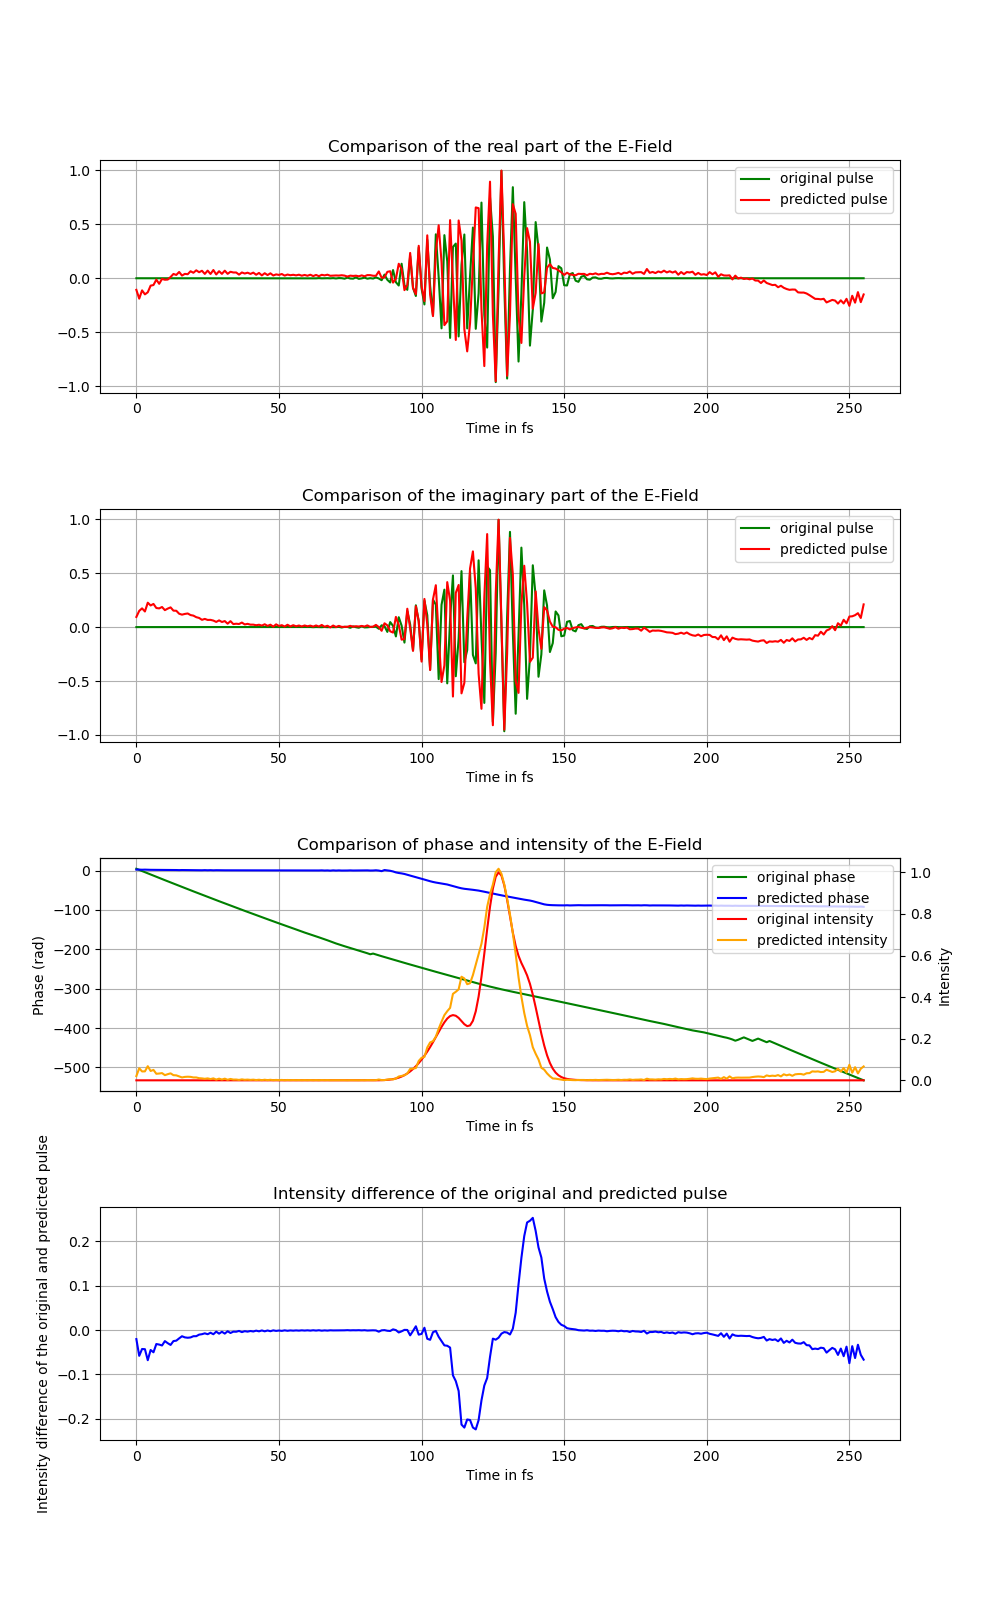 Comparison of the real part of the E-Field
1.0
0.5
0.0
−0.5
−1.0
original pulse
predicted pulse
0 50 100 150 200 250
Time in fs
Comparison of the imaginary part of the E-Field
1.0
0.5
0.0
−0.5
−1.0
original pulse
predicted pulse
0 50 100 150 200 250
Time in fs
Comparison of phase and intensity of the E-Field
Phase (rad)
0
−100
−200
−300
−400
−500
original phase
predicted phase
original intensity
predicted intensity
1.0
0.8
0.6
0.4
0.2
0.0
Intensity
0 50 100 150 200 250
Time in fs
Intensity difference of the original and predicted pulse
Intensity difference of the original and predicted pulse
0.2
0.1
0.0
−0.1
−0.2
0 50 100 150 200 250
Time in fs